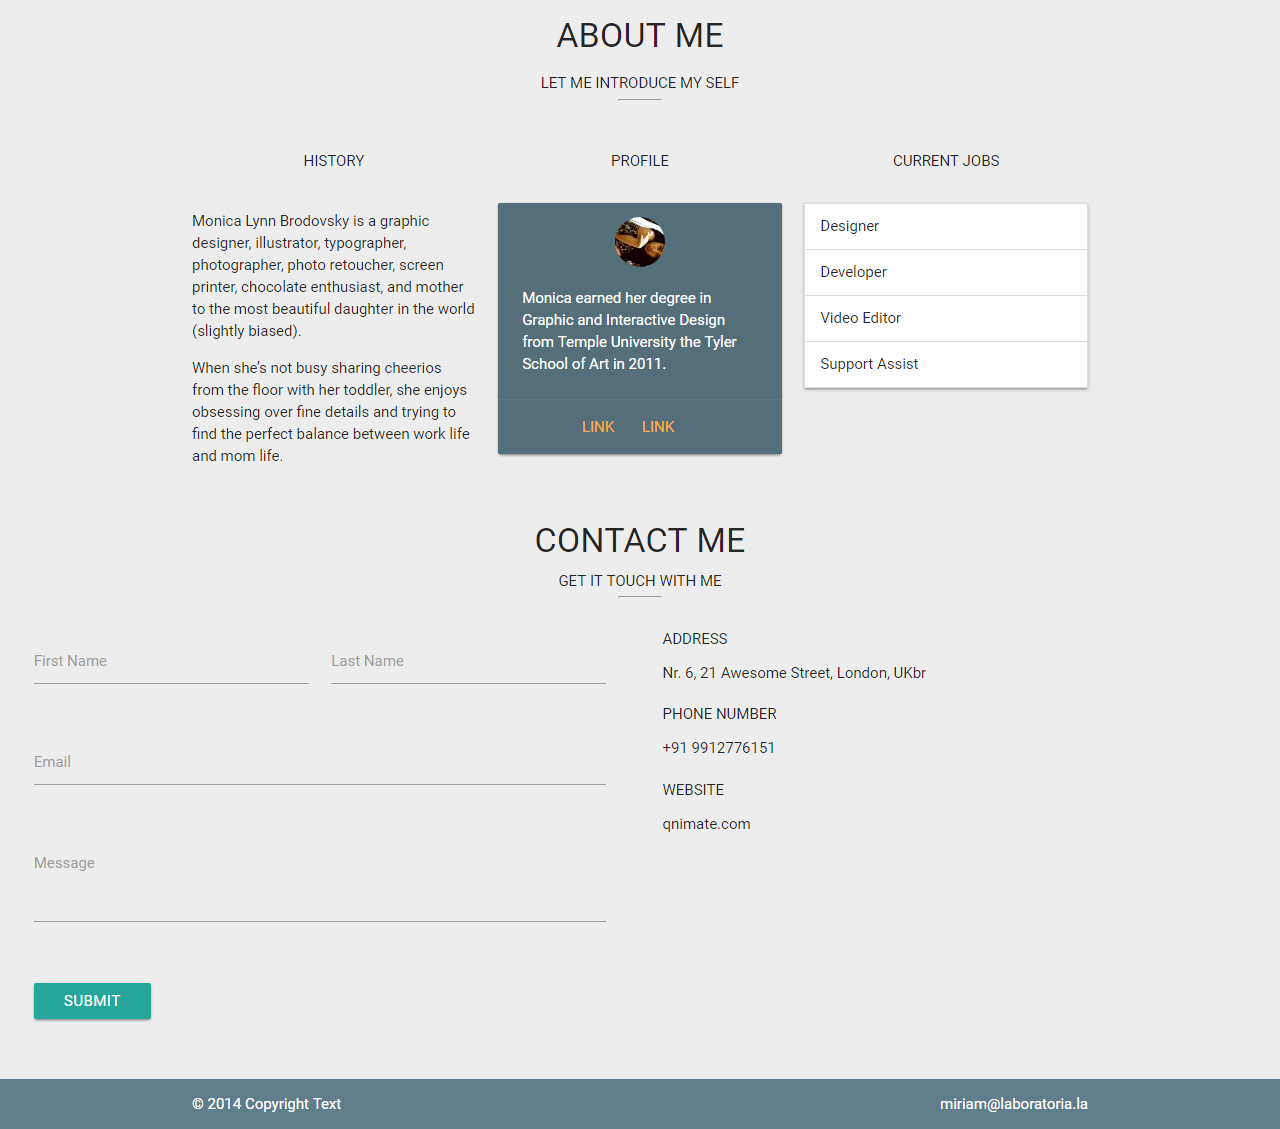 ABOUT ME
LET ME INTRODUCE MY SELF
HISTORY
Monica Lynn Brodovsky is a graphic
designer, illustrator, typographer,
photographer, photo retoucher, screen
printer, chocolate enthusiast, and mother
to the most beautiful daughter in the world
(slightly biased).
When she’s not busy sharing cheerios
from the floor with her toddler, she enjoys
obsessing over fine details and trying to
find the perfect balance between work life
and mom life.
PROFILE
Monica earned her degree in
Graphic and Interactive Design
from Temple University the Tyler
School of Art in 2011.
LINK LINK
CURRENT JOBS
Designer
Developer
Video Editor
Support Assist
CONTACT ME
GET IT TOUCH WITH ME
First Name Last Name
Email
Message
SUBMIT
ADDRESS
Nr. 6, 21 Awesome Street, London, UKbr
PHONE NUMBER
+91 9912776151
WEBSITE
qnimate.com
© 2014 Copyright Text miriam@laboratoria.la